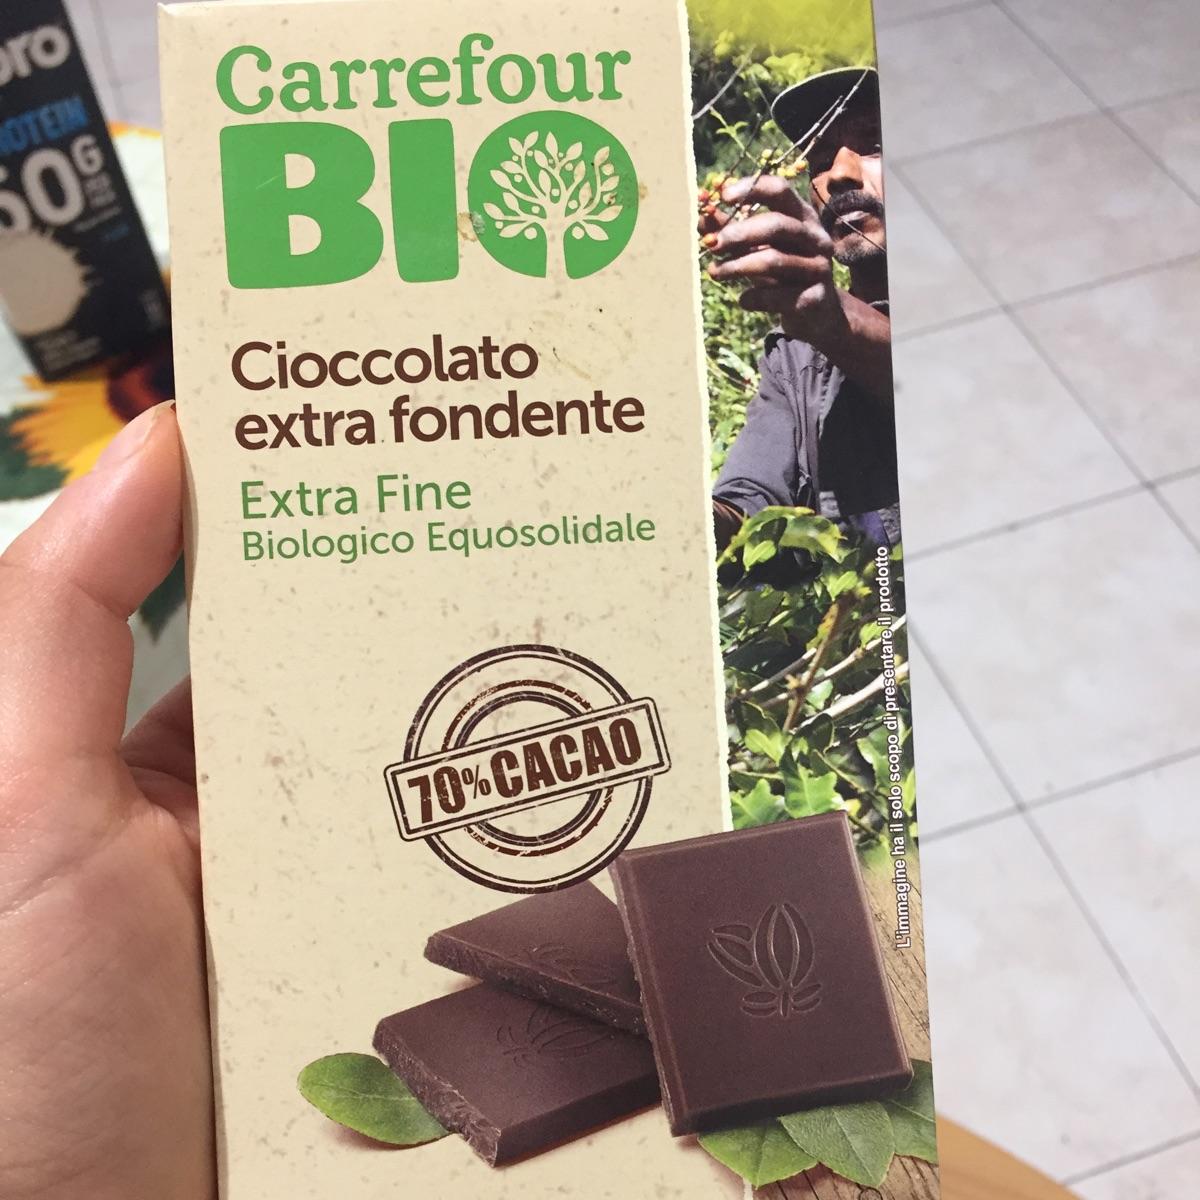 Carrefour
BIO
Cioccolato
extra fondente
Extra Fine
Biologico Equosolidale
70% CACAO
L'immagine ha il solo scopo di presentare il prodotto
50G